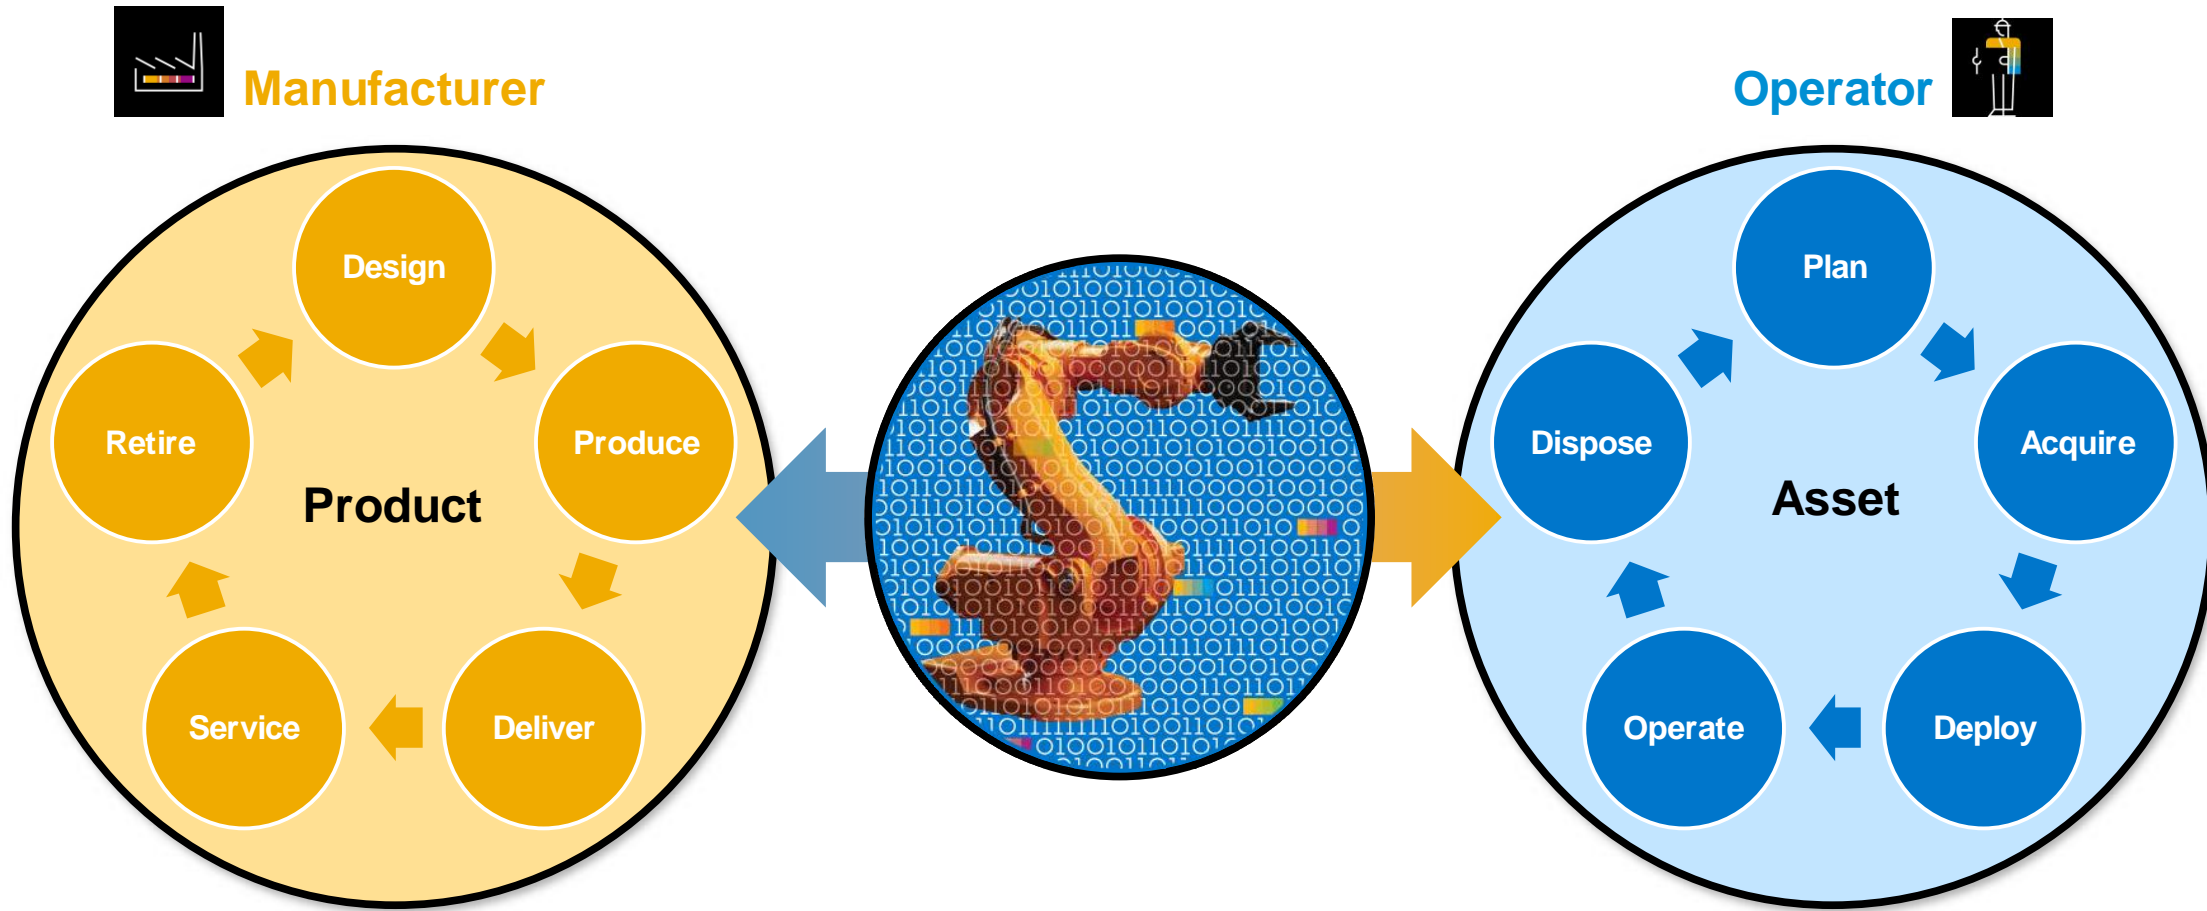 Manufacturer
Operator
Design
Produce
Deliver
Service
Retire
Product
Plan
Acquire
Deploy
Operate
Dispose
Asset